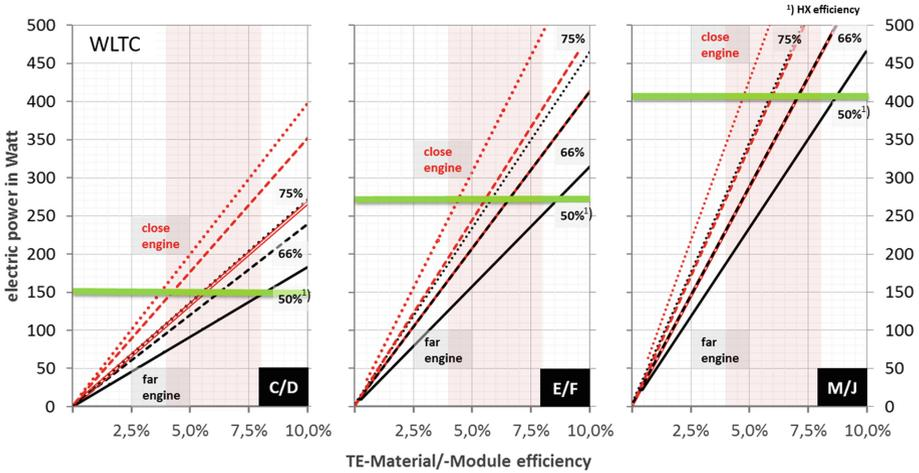 ¹) HX efficiency
500
450
400
350
300
250
200
150
100
50
0
electric power in Watt
WLTC
close
engine
75%
66%
50%¹)
far
engine
C/D
2,5% 5,0% 7,5% 10,0%
75%
close
engine
66%
50%¹)
far
engine
E/F
2,5% 5,0% 7,5% 10,0%
close
engine
75% 66%
50%¹)
far
engine
M/J
2,5% 5,0% 7,5% 10,0%
500
450
400
350
300
250
200
150
100
50
0
TE-Material/-Module efficiency